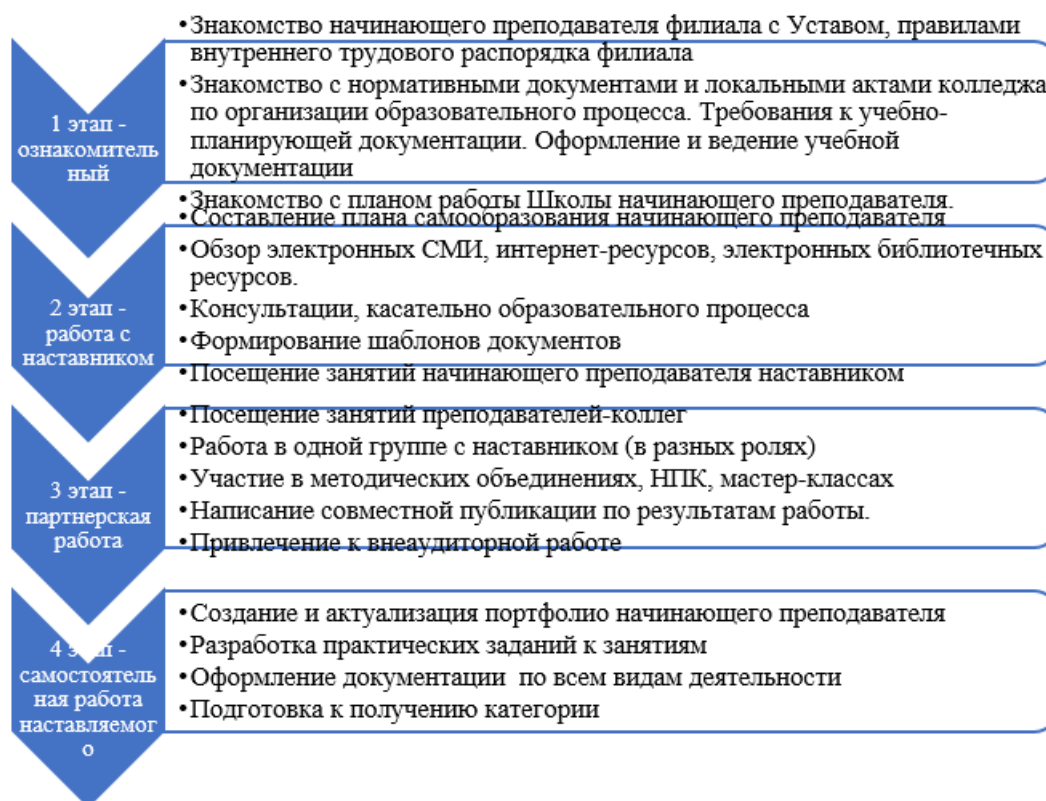 1 этап -
ознакомитель
ный
•Знакомство начинающего преподавателя филиала с Уставом, правилами
внутреннего трудового распорядка филиала
•Знакомство с нормативными документами и локальными актами колледжа
по организации образовательного процесса. Требования к учебно-
планирующей документации. Оформление и ведение учебной
документации
•Знакомство с планом работы Школы начинающего преподавателя.
2 этап -
работа с
наставником
•Составление плана самообразования начинающего преподавателя
•Обзор электронных СМИ, интернет-ресурсов, электронных библиотечных
ресурсов.
•Консультации, касательно образовательного процесса
•Формирование шаблонов документов
•Посещение занятий начинающего преподавателя наставником
3 этап -
партнерская
работа
•Посещение занятий преподавателей-коллег
•Работа в одной группе с наставником (в разных ролях)
•Участие в методических объединениях, НПК, мастер-классах
•Написание совместной публикации по результатам работы.
•Привлечение к внеаудиторной работе
4 этап -
самостоятель
ная работа
наставляемог
о
•Создание и актуализация портфолио начинающего преподавателя
•Разработка практических заданий к занятиям
•Оформление документации по всем видам деятельности
•Подготовка к получению категории